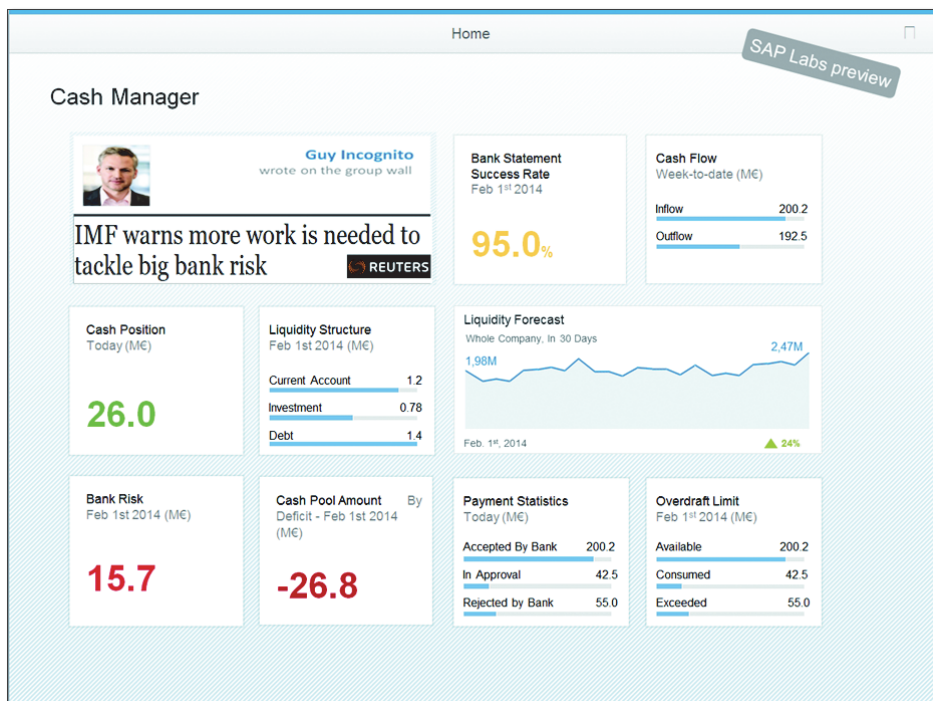 Home
SAP Labs preview
Cash Manager
Guy Incognito
wrote on the group wall
IMF warns more work is needed to
tackle big bank risk
REUTERS
Bank Statement
Success Rate
Feb 1st 2014
95.0%
Cash Flow
Week-to-date (M€)
Inflow 200.2
Outflow 192.5
Cash Position
Today (M€)
26.0
Liquidity Structure
Feb 1st 2014 (M€)
Current Account 1.2
Investment 0.78
Debt 1.4
Liquidity Forecast
Whole Company, In 30 Days
1,98M
2,47M
Feb. 1st, 2014
24%
Bank Risk
Feb 1st 2014 (M€)
15.7
Cash Pool Amount By
Deficit - Feb 1st 2014
(M€)
-26.8
Payment Statistics
Today (M€)
Accepted By Bank 200.2
In Approval 42.5
Rejected by Bank 55.0
Overdraft Limit
Feb 1st 2014 (M€)
Available 200.2
Consumed 42.5
Exceeded 55.0